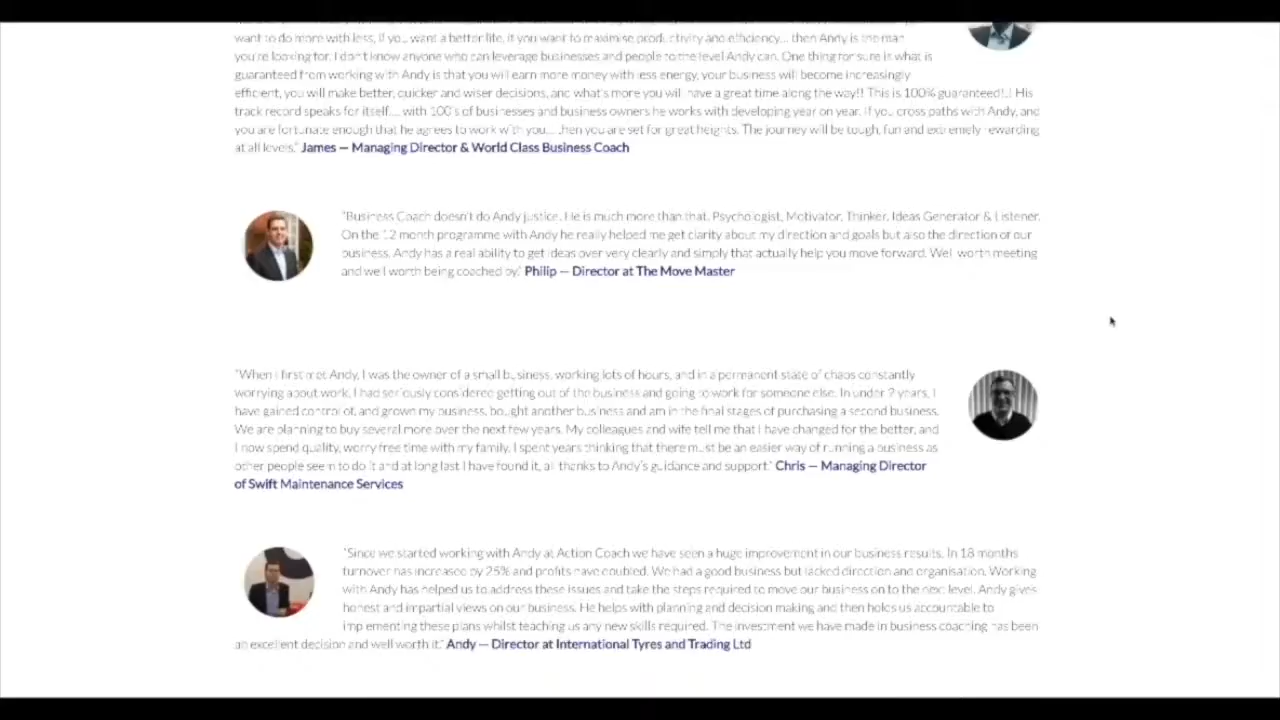 want to do more with less, if you want a better life, if you want to maximise productivity and efficiency... then Andy is the man
you're looking for. I don't know anyone who can leverage businesses and people to the level Andy can. One thing for sure is what is
guaranteed from working with Andy is that you will earn more money with less energy, your business will become increasingly
efficient, you will make better, quicker and wiser decisions, and what's more you will have a great time along the way!! This is 100% guaranteed!!! His
track record speaks for itself.... with 100's of businesses and business owners he works with developing year on year. If you cross paths with Andy, and
you are fortunate enough that he agrees to work with you... then you are set for great heights. The journey will be tough, fun and extremely rewarding
at all levels." James — Managing Director & World Class Business Coach
"Business Coach doesn't do Andy justice. He is much more than that. Psychologist, Motivator, Thinker, Ideas Generator & Listener.
On the 12 month programme with Andy he really helped me get clarity about my direction and goals but also the direction of our
business. Andy has a real ability to get ideas over very clearly and simply that actually help you move forward. Well worth meeting
and well worth being coached by." Philip — Director at The Move Master
"When I first met Andy, I was the owner of a small business, working lots of hours, and in a permanent state of chaos constantly
worrying about work. I had seriously considered getting out of the business and going to work for someone else. In under 2 years, I
have gained control of, and grown my business, bought another business and am in the final stages of purchasing a second business.
We are planning to buy several more over the next few years. My colleagues and wife tell me that I have changed for the better, and
I now spend quality, worry free time with my family. I spent years thinking that there must be an easier way of running a business as
other people seem to do it and at long last I have found it, all thanks to Andy's guidance and support." Chris — Managing Director
of Swift Maintenance Services
"Since we started working with Andy at Action Coach we have seen a huge improvement in our business results. In 18 months
turnover has increased by 25% and profits have doubled. We had a good business but lacked direction and organisation. Working
with Andy has helped us to address these issues and take the steps required to move our business on to the next level. Andy gives
honest and impartial views on our business. He helps with planning and decision making and then holds us accountable to
implementing these plans whilst teaching us any new skills required. The investment we have made in business coaching has been
an excellent decision and well worth it." Andy — Director at International Tyres and Trading Ltd